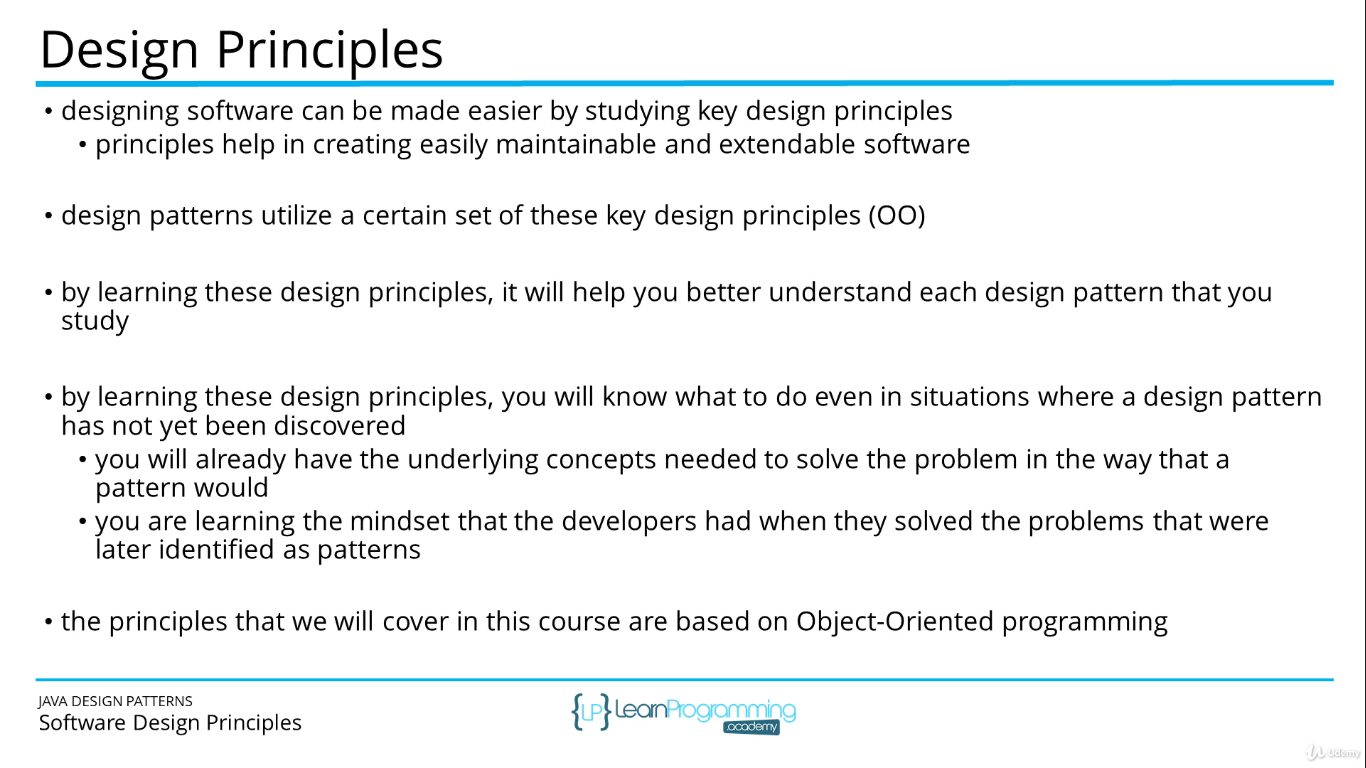 Design Principles
• designing software can be made easier by studying key design principles
• principles help in creating easily maintainable and extendable software
• design patterns utilize a certain set of these key design principles (OO)
• by learning these design principles, it will help you better understand each design pattern that you
study
• by learning these design principles, you will know what to do even in situations where a design pattern
has not yet been discovered
• you will already have the underlying concepts needed to solve the problem in the way that a
pattern would
• you are learning the mindset that the developers had when they solved the problems that were
later identified as patterns
• the principles that we will cover in this course are based on Object-Oriented programming
JAVA DESIGN PATTERNS
Software Design Principles
{LP} LearnProgramming
.academy
Udemy